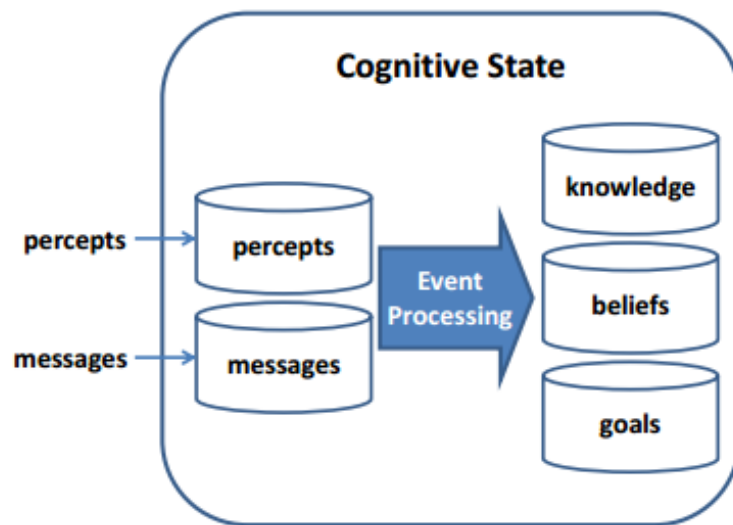 Cognitive State
knowledge
percepts
percepts
Event
Processing
beliefs
messages
messages
goals